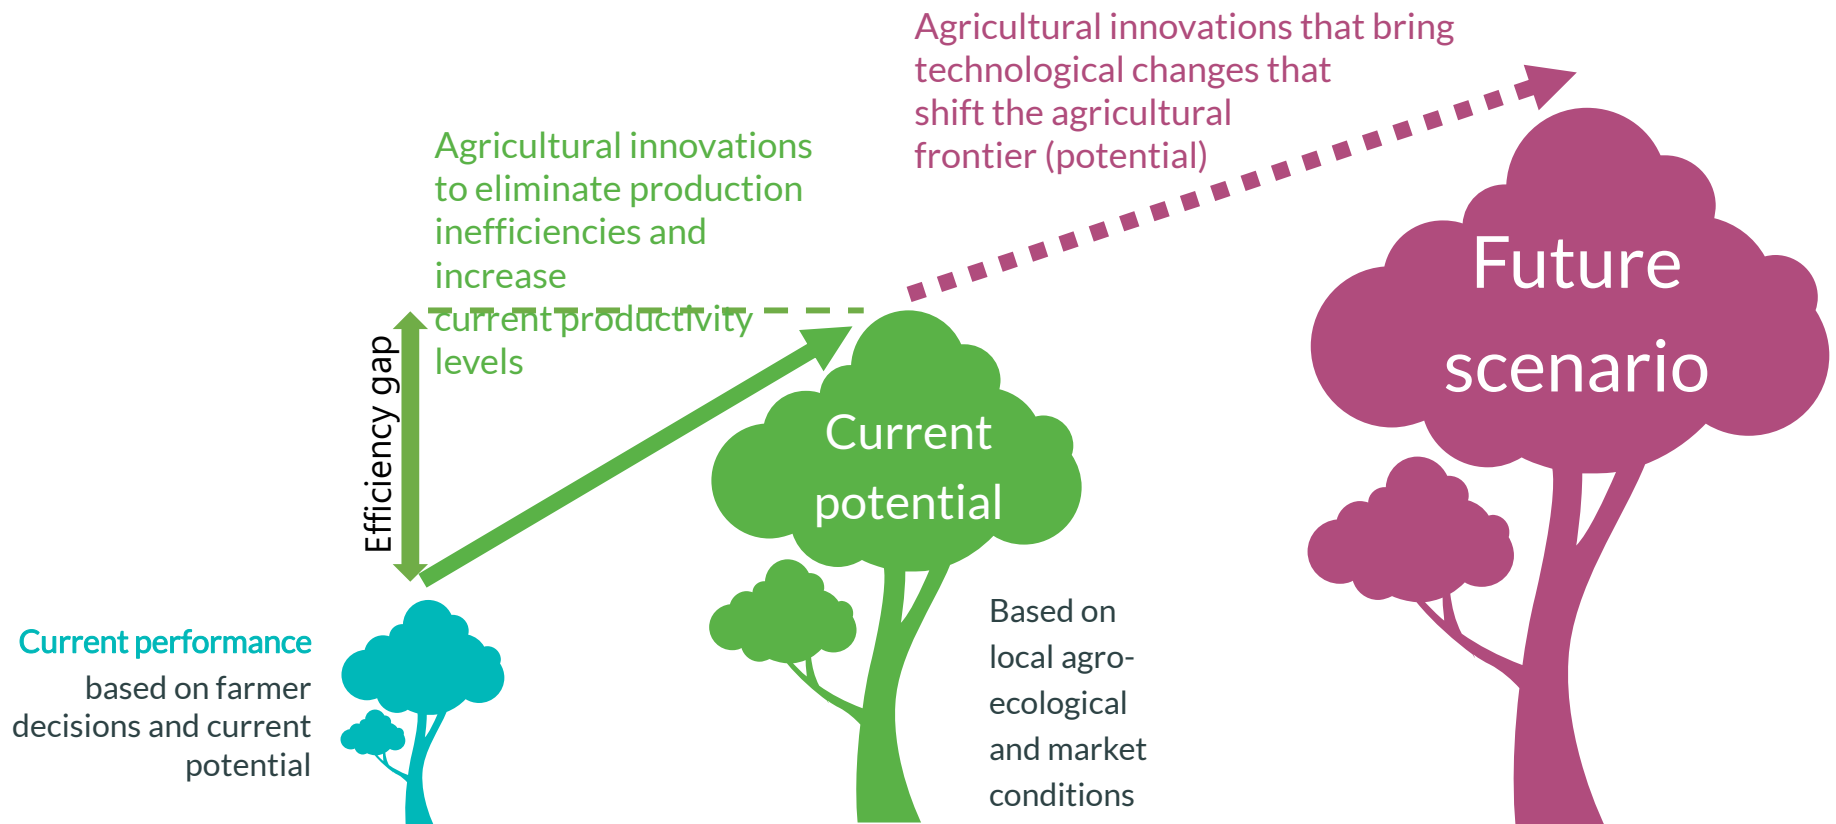 Agricultural innovations that bring
technological changes that
shift the agricultural
frontier (potential)
Agricultural innovations
to eliminate production
inefficiencies and
increase
current productivity
levels
Efficiency gap
Future
scenario
Current
potential
Current performance
based on farmer
decisions and current
potential
Based on
local agro-
ecological
and market
conditions